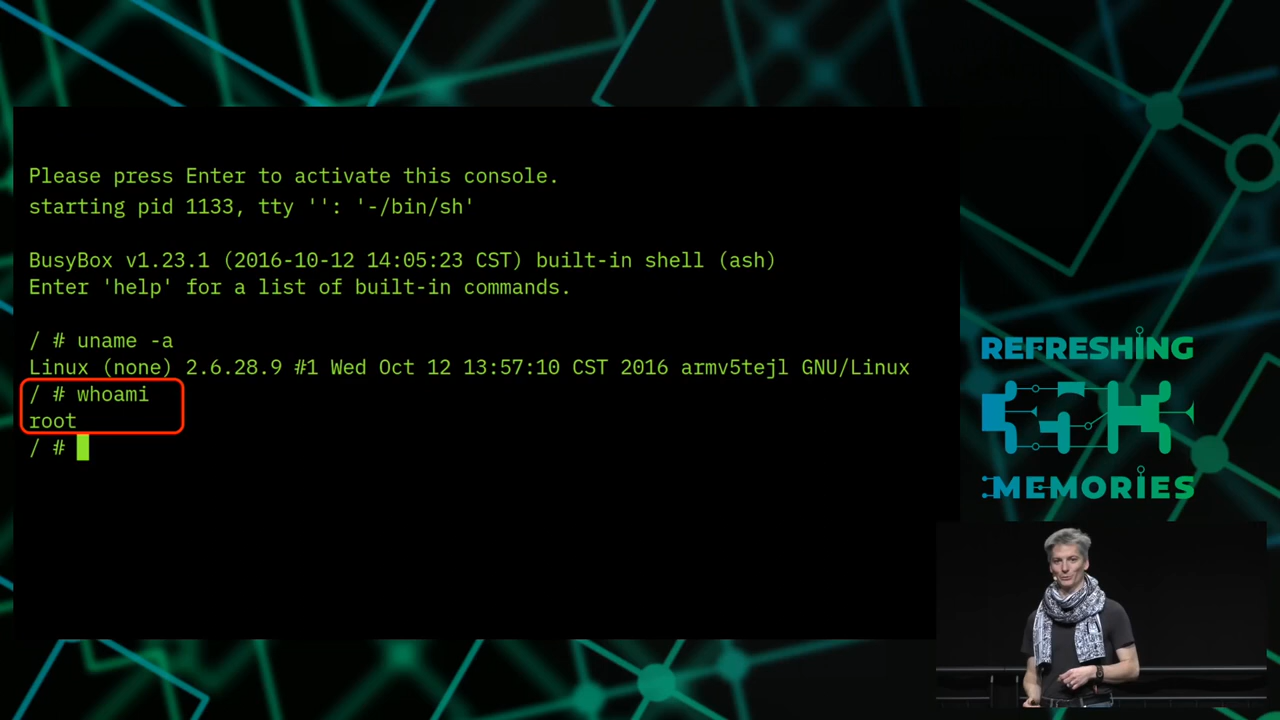 Please press Enter to activate this console.
starting pid 1133, tty '': '-/bin/sh'
BusyBox v1.23.1 (2016-10-12 14:05:23 CST) built-in shell (ash)
Enter 'help' for a list of built-in commands.
/ # uname -a
Linux (none) 2.6.28.9 #1 Wed Oct 12 13:57:10 CST 2016 armv5tejl GNU/Linux
/ # whoami
root
/ #
REFRESHING
MEMORIES